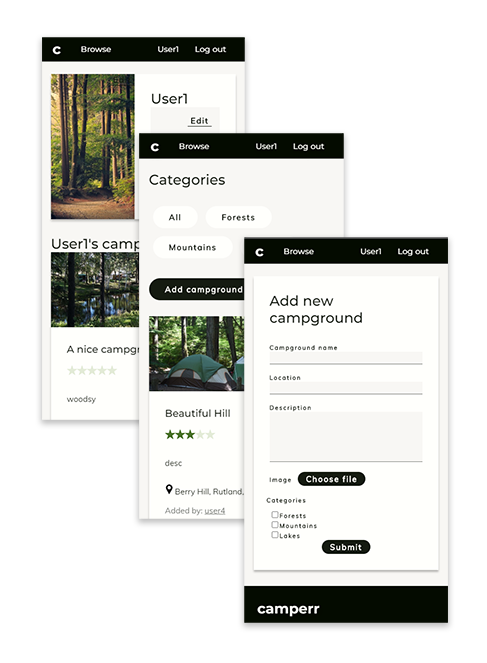 c Browse User1 Log out
User1
Edit
User1's camp
A nice campgr
woodsy
c Browse User1 Log out
Categories
All Forests
Mountains
Add campground
Beautiful Hill
desc
Berry Hill, Rutland,
Added by: user4
c Browse User1 Log out
Add new
campground
Campground name
Location
Description
Image Choose file
Categories
Forests
Mountains
Lakes
Submit
camperr